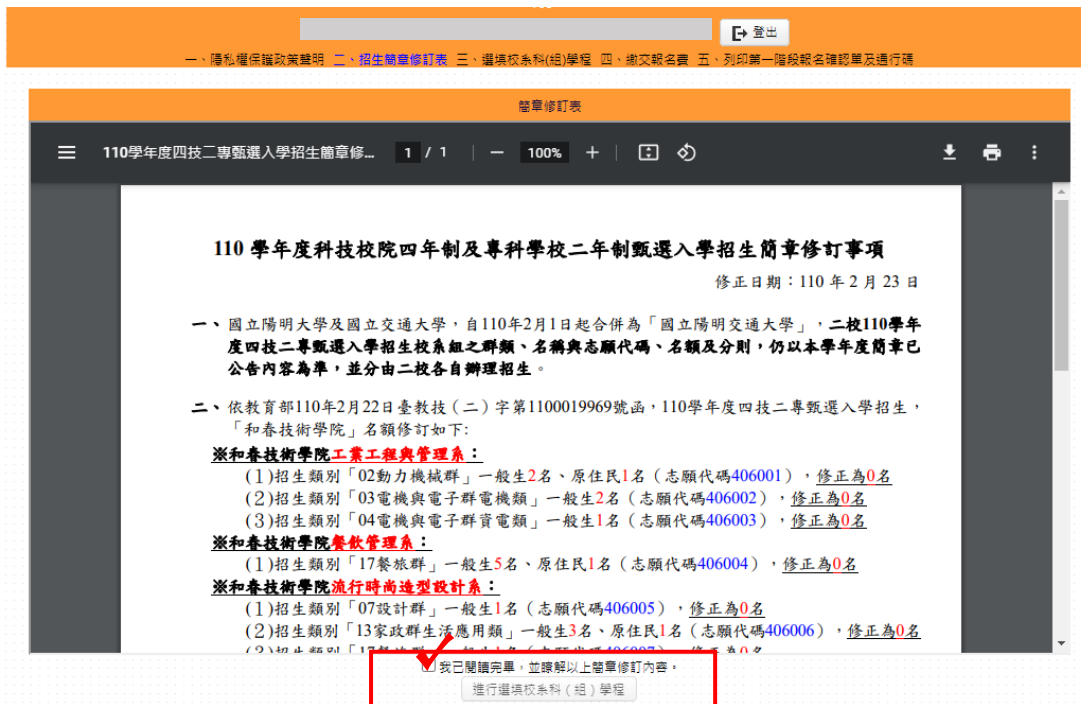 登出
一、隱私權保護政策聲明 二、招生簡章修訂表 三、選填校系科(組)學程 四、繳交報名費 五、列印第一階段報名確認單及通行碼
簡章修訂表
110學年度四技二專甄選入學招生簡章修... 1 / 1 100%
110 學年度科技校院四年制及專科學校二年制甄選入學招生簡章修訂事項
修正日期：110 年 2 月 23 日
一、國立陽明大學及國立交通大學，自110年2月1日起合併為「國立陽明交通大學」，二校110學年
度四技二專甄選入學招生校系組之群類、名稱與志願代碼、名額及分則，仍以本學年度簡章已
公告內容為準，並分由二校各自辦理招生。
二、依教育部110年2月22日臺教技（二）字第1100019969號函，110學年度四技二專甄選入學招生，
「和春技術學院」名額修訂如下:
※和春技術學院工業工程與管理系：
(1)招生類別「02動力機械群」一般生2名、原住民1名（志願代碼406001），修正為0名
(2)招生類別「03電機與電子群電機類」一般生2名（志願代碼406002），修正為0名
(3)招生類別「04電機與電子群資電類」一般生1名（志願代碼406003），修正為0名
※和春技術學院餐飲管理系：
(1)招生類別「17餐旅群」一般生5名、原住民1名（志願代碼406004），修正為0名
※和春技術學院流行時尚造型設計系：
(1)招生類別「07設計群」一般生1名（志願代碼406005），修正為0名
(2)招生類別「13家政群生活應用類」一般生3名、原住民1名（志願代碼406006），修正為0名
我已閱讀完畢，並瞭解以上簡章修訂內容。
進行選填校系科（組）學程